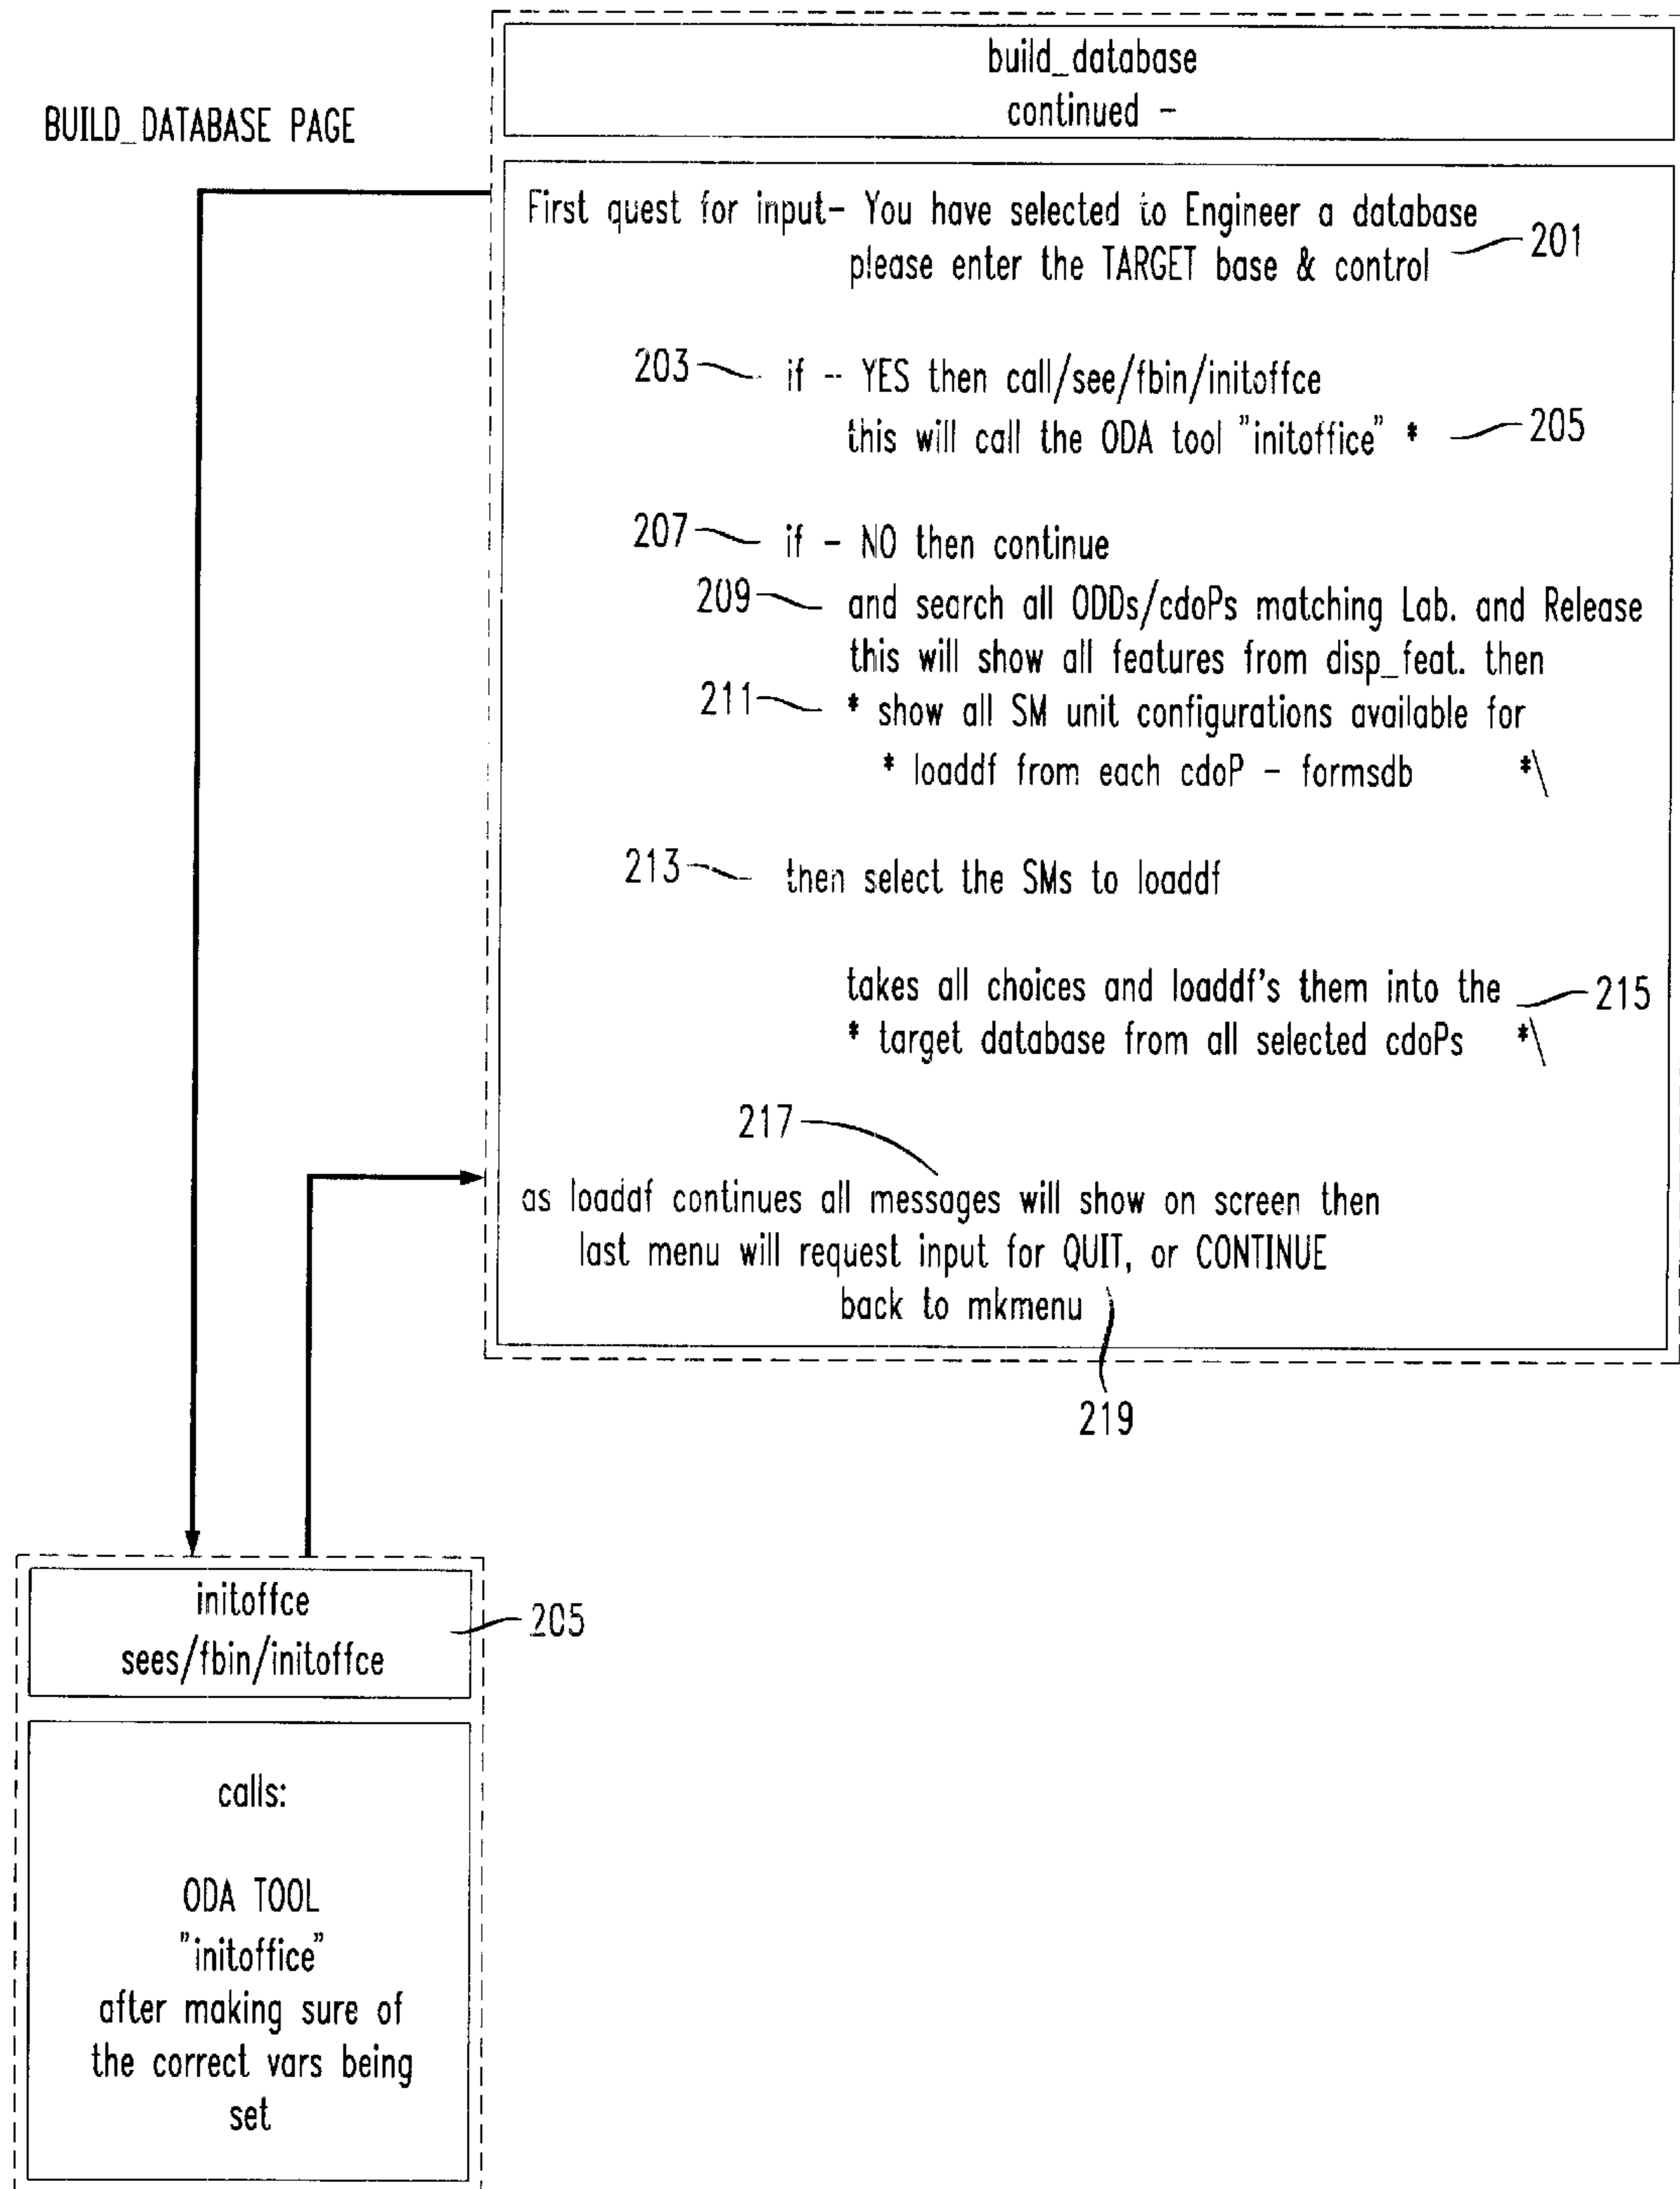 build_database
continued -
BUILD_DATABASE PAGE
First quest for input- You have selected to Engineer a database
please enter the TARGET base & control
201
203 if -- YES then call/see/fbin/initoffce
this will call the ODA tool "initoffice" * 205
207 if - NO then continue
209 and search all ODDs/cdoPs matching Lab. and Release
this will show all features from disp_feat. then
211 * show all SM unit configurations available for
* loaddf from each cdoP - formsdb *\
213 then select the SMs to loaddf
takes all choices and loaddf's them into the 215
* target database from all selected cdoPs *\
217
as loadaf continues all messages will show on screen then
last menu will request input for QUIT, or CONTINUE
back to mkmenu
219
initoffce
sees/fbin/initoffce
205
calls:
ODA TOOL
"initoffice"
after making sure of
the correct vars being
set